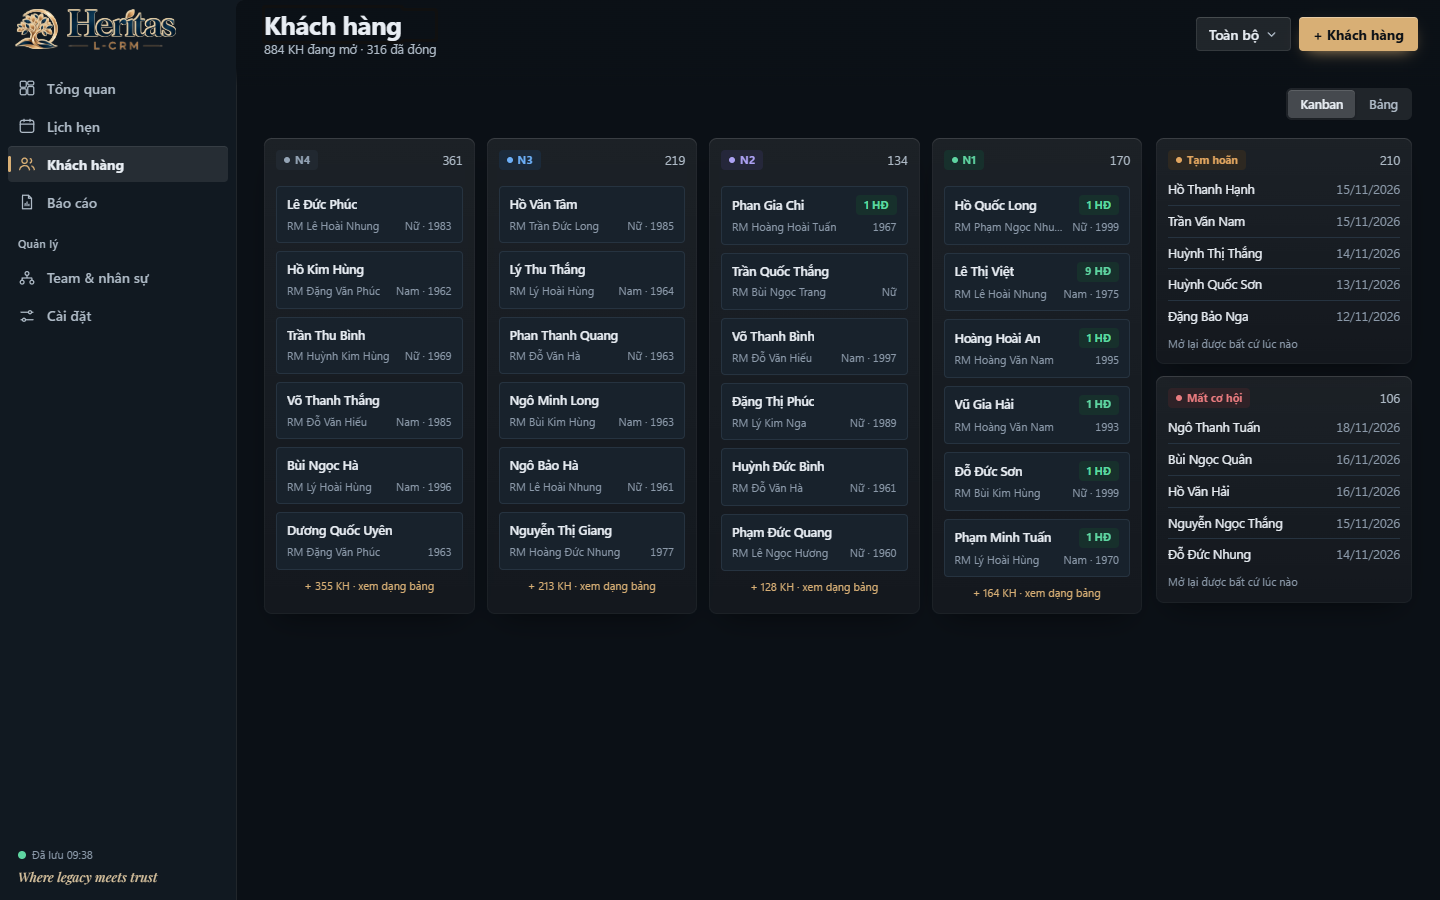 Heritas
L-CRM
Tổng quan
Lịch hẹn
Khách hàng
Báo cáo
Quản lý
Team & nhân sự
Cài đặt
Đã lưu 09:38
Where legacy meets trust
Khách hàng
884 KH đang mở · 316 đã đóng
Toàn bộ
+ Khách hàng
Kanban Bảng
N4 361
Lê Đức Phúc
RM Lê Hoài Nhung Nữ · 1983
Hồ Kim Hùng
RM Đặng Văn Phúc Nam · 1962
Trần Thu Bình
RM Huỳnh Kim Hùng Nữ · 1969
Võ Thanh Thắng
RM Đỗ Văn Hiếu Nam · 1985
Bùi Ngọc Hà
RM Lý Hoài Hùng Nam · 1996
Dương Quốc Uyên
RM Đặng Văn Phúc 1963
+ 355 KH · xem dạng bảng
N3 219
Hồ Văn Tâm
RM Trần Đức Long Nữ · 1985
Lý Thu Thắng
RM Lý Hoài Hùng Nam · 1964
Phan Thanh Quang
RM Đỗ Văn Hà Nữ · 1963
Ngô Minh Long
RM Bùi Kim Hùng Nam · 1963
Ngô Bảo Hà
RM Lê Hoài Nhung Nữ · 1961
Nguyễn Thị Giang
RM Hoàng Đức Nhung 1977
+ 213 KH · xem dạng bảng
N2 134
Phan Gia Chi 1 HĐ
RM Hoàng Hoài Tuấn 1967
Trần Quốc Thắng
RM Bùi Ngọc Trang Nữ
Võ Thanh Bình
RM Đỗ Văn Hiếu Nam · 1997
Đặng Thị Phúc
RM Lý Kim Nga Nữ · 1989
Huỳnh Đức Bình
RM Đỗ Văn Hà Nữ · 1961
Phạm Đức Quang
RM Lê Ngọc Hương Nữ · 1960
+ 128 KH · xem dạng bảng
N1 170
Hồ Quốc Long 1 HĐ
RM Phạm Ngọc Nhu... Nữ · 1999
Lê Thị Việt 9 HĐ
RM Lê Hoài Nhung Nam · 1975
Hoàng Hoài An 1 HĐ
RM Hoàng Văn Nam 1995
Vũ Gia Hải 1 HĐ
RM Hoàng Văn Nam 1993
Đỗ Đức Sơn 1 HĐ
RM Bùi Kim Hùng Nữ · 1999
Phạm Minh Tuấn 1 HĐ
RM Lý Hoài Hùng Nam · 1970
+ 164 KH · xem dạng bảng
Tạm hoãn 210
Hồ Thanh Hạnh 15/11/2026
Trần Văn Nam 15/11/2026
Huỳnh Thị Thắng 14/11/2026
Huỳnh Quốc Sơn 13/11/2026
Đặng Bảo Nga 12/11/2026
Mở lại được bất cứ lúc nào
Mất cơ hội 106
Ngô Thanh Tuấn 18/11/2026
Bùi Ngọc Quân 16/11/2026
Hồ Văn Hải 16/11/2026
Nguyễn Ngọc Thắng 15/11/2026
Đỗ Đức Nhung 14/11/2026
Mở lại được bất cứ lúc nào